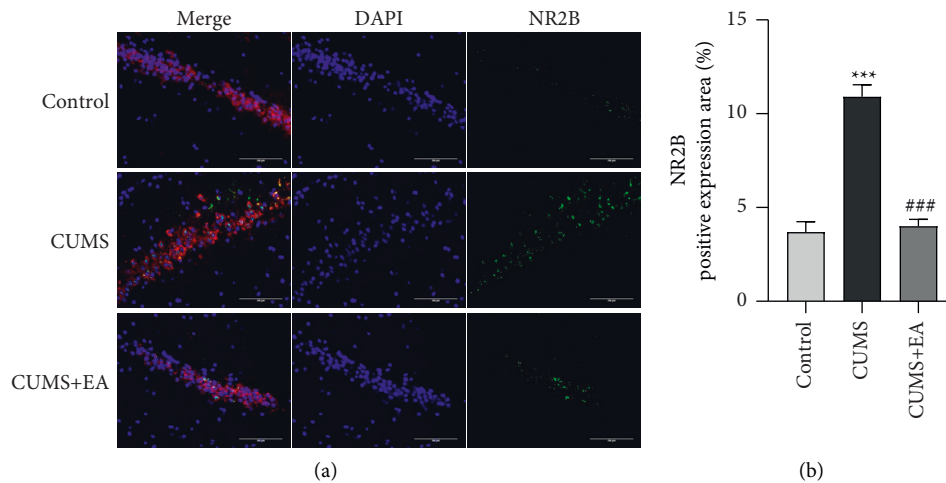 Merge DAPI NR2B
Control
CUMS
CUMS+EA
(a)
NR2B
positive expression area (%)
15
10
5
0
***
###
Control
CUMS
CUMS+EA
(b)